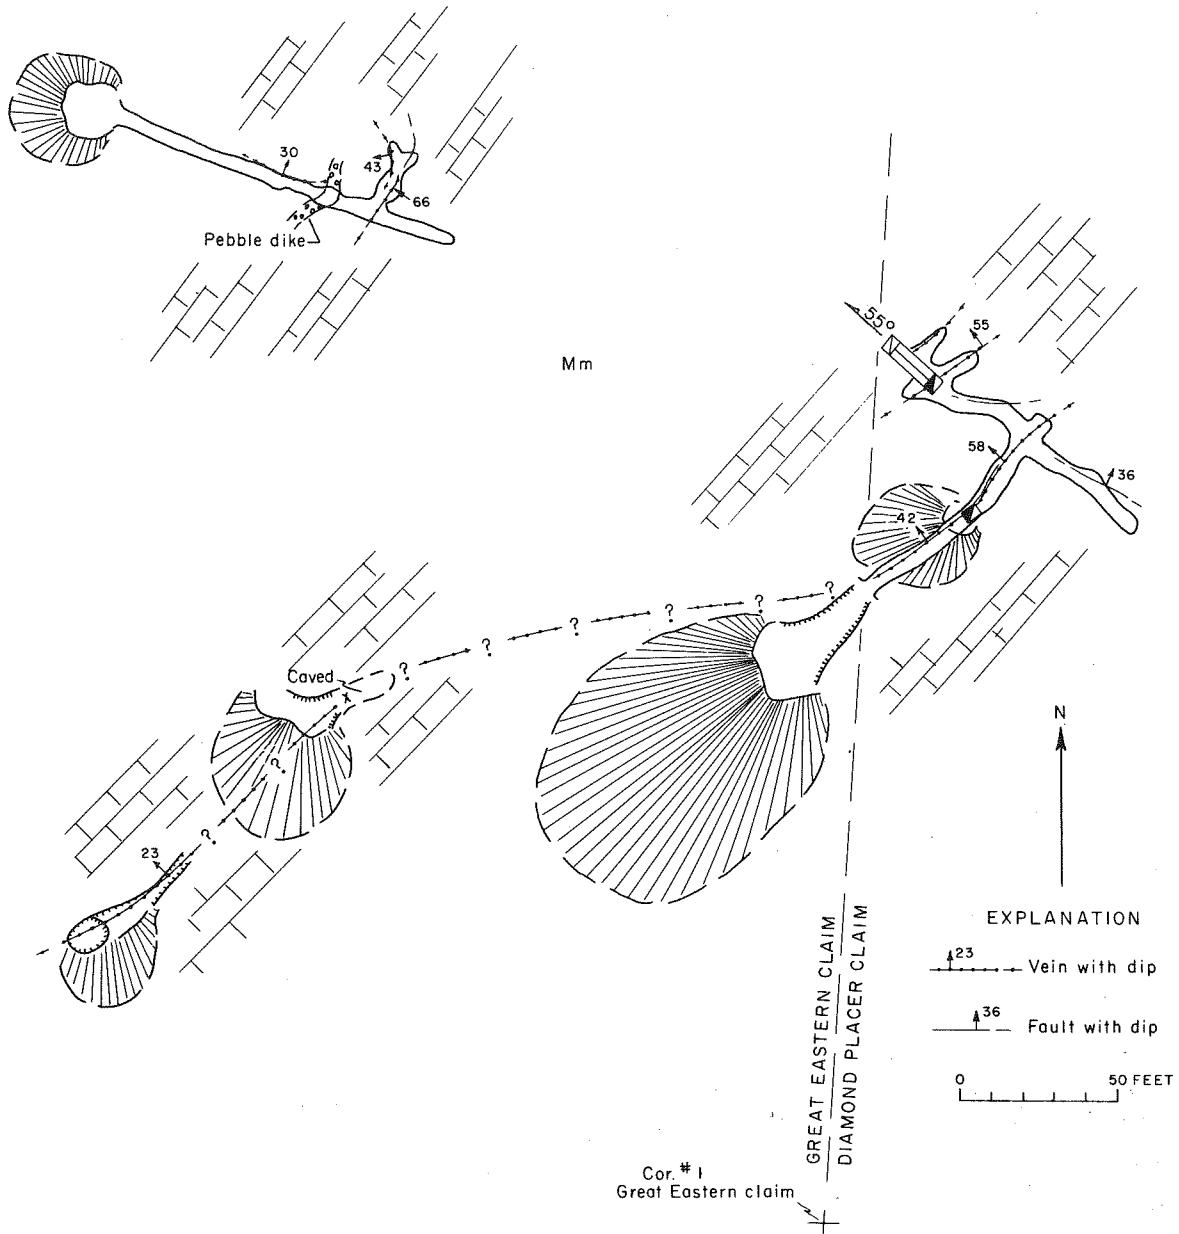 30
43
66
Pebble dike
Mm
55°
55
58
36
42
?
?
?
?
?
?
Caved
x
?
?
23
N
EXPLANATION
23
Vein with dip
36
Fault with dip
0 50 FEET
GREAT EASTERN CLAIM
DIAMOND PLACER CLAIM
Cor. # 1
Great Eastern claim